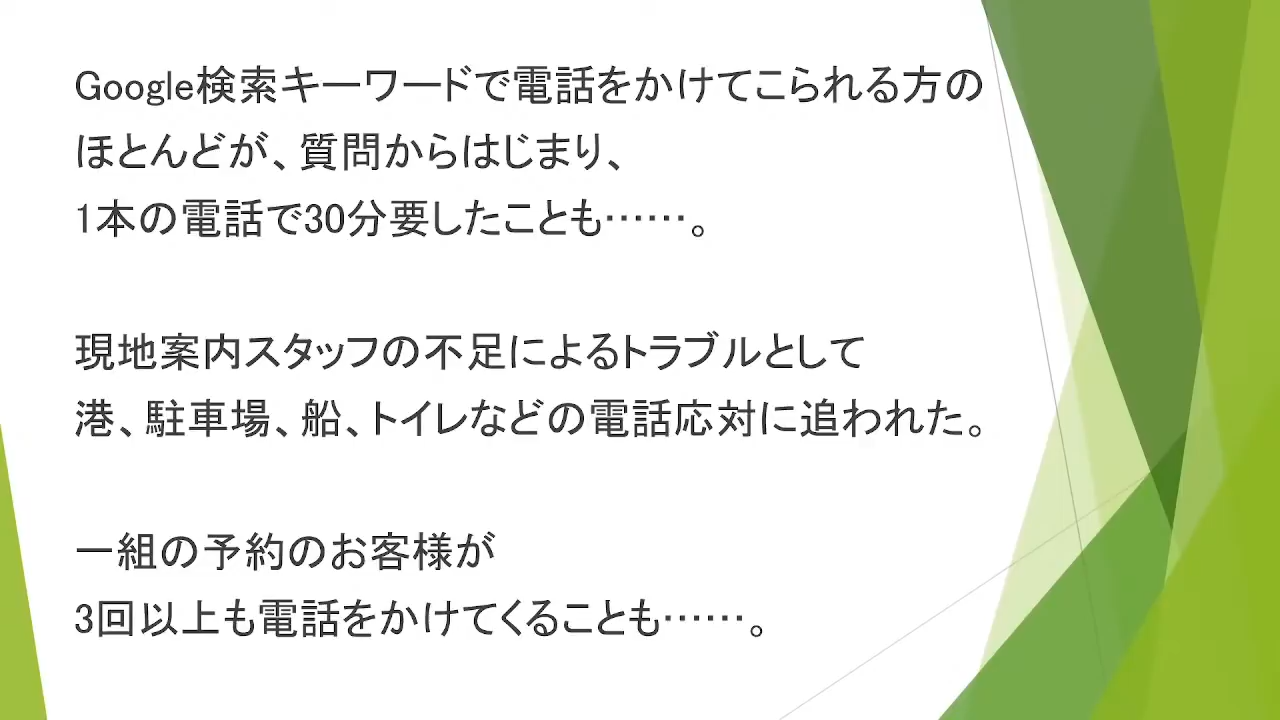 Google検索キーワードで電話をかけてこられる方の
ほとんどが、質問からはじまり、
1本の電話で30分要したことも……。
現地案内スタッフの不足によるトラブルとして
港、駐車場、船、トイレなどの電話応対に追われた。
一組の予約のお客様が
3回以上も電話をかけてくることも……。